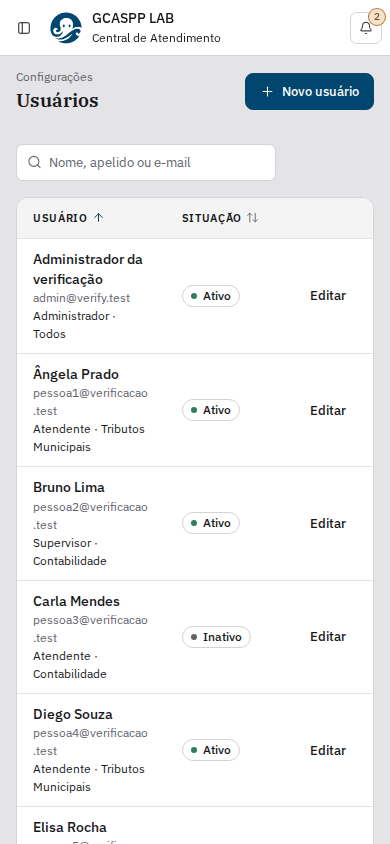 GCASPP LAB
Central de Atendimento
2
Configurações
Usuários
Novo usuário
Nome, apelido ou e-mail
USUÁRIO
SITUAÇÃO
Administrador da
verificação
admin@verify.test
Administrador ·
Todos
Ativo
Editar
Ângela Prado
pessoa1@verificacao
.test
Atendente · Tributos
Municipais
Ativo
Editar
Bruno Lima
pessoa2@verificacao
.test
Supervisor ·
Contabilidade
Ativo
Editar
Carla Mendes
pessoa3@verificacao
.test
Atendente ·
Contabilidade
Inativo
Editar
Diego Souza
pessoa4@verificacao
.test
Atendente · Tributos
Municipais
Ativo
Editar
Elisa Rocha